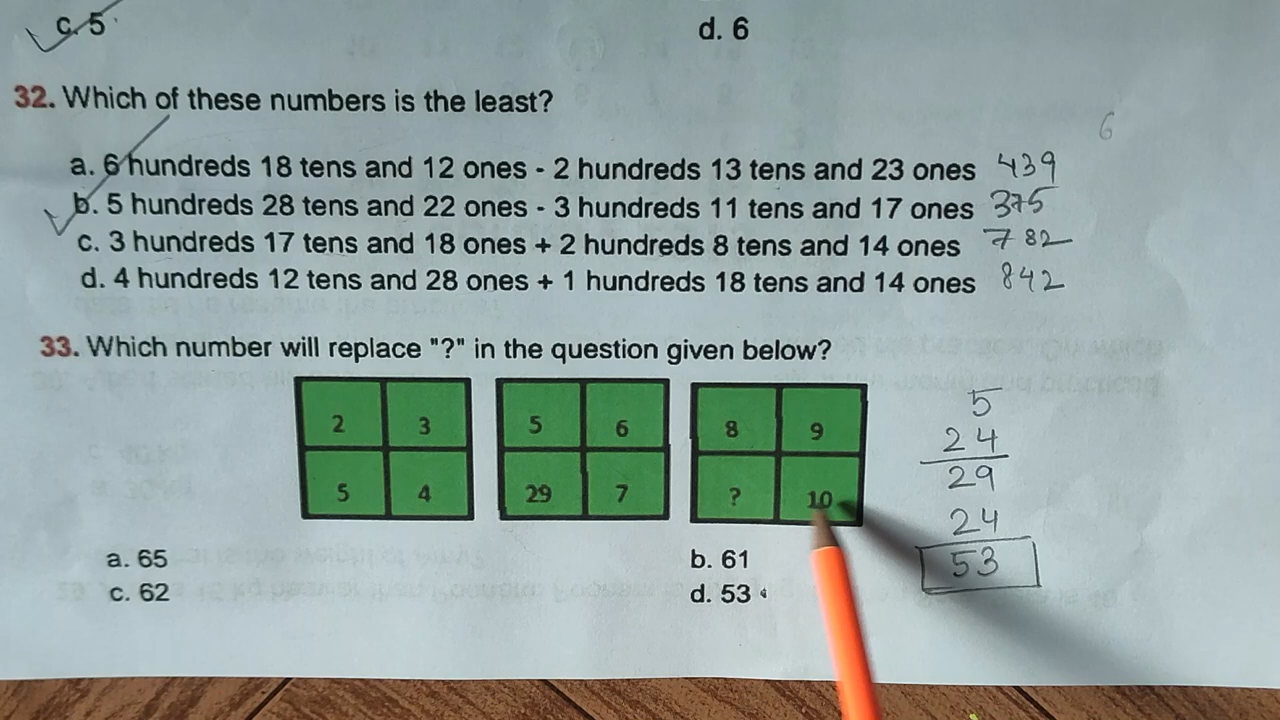 c. 5
d. 6
32. Which of these numbers is the least?
6
a. 6 hundreds 18 tens and 12 ones - 2 hundreds 13 tens and 23 ones 439
b. 5 hundreds 28 tens and 22 ones - 3 hundreds 11 tens and 17 ones 375
c. 3 hundreds 17 tens and 18 ones + 2 hundreds 8 tens and 14 ones 782
d. 4 hundreds 12 tens and 28 ones + 1 hundreds 18 tens and 14 ones 842
33. Which number will replace "?" in the question given below?
2 3 5 6 8 9
5 4 29 7 ? 10
5
24
29
24
53
a. 65
b. 61
c. 62
d. 53